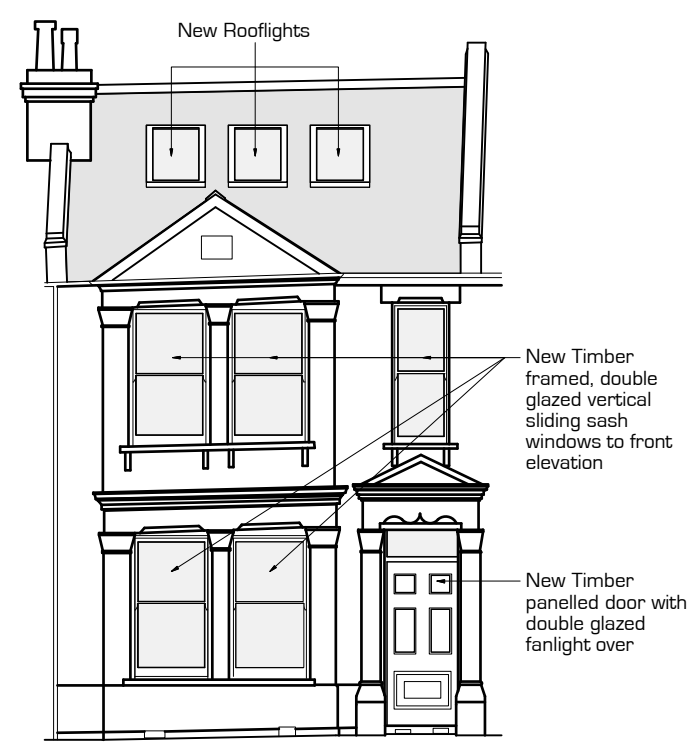 New Rooflights
New Timber
framed, double
glazed vertical
sliding sash
windows to front
elevation
New Timber
panelled door with
double glazed
fanlight over